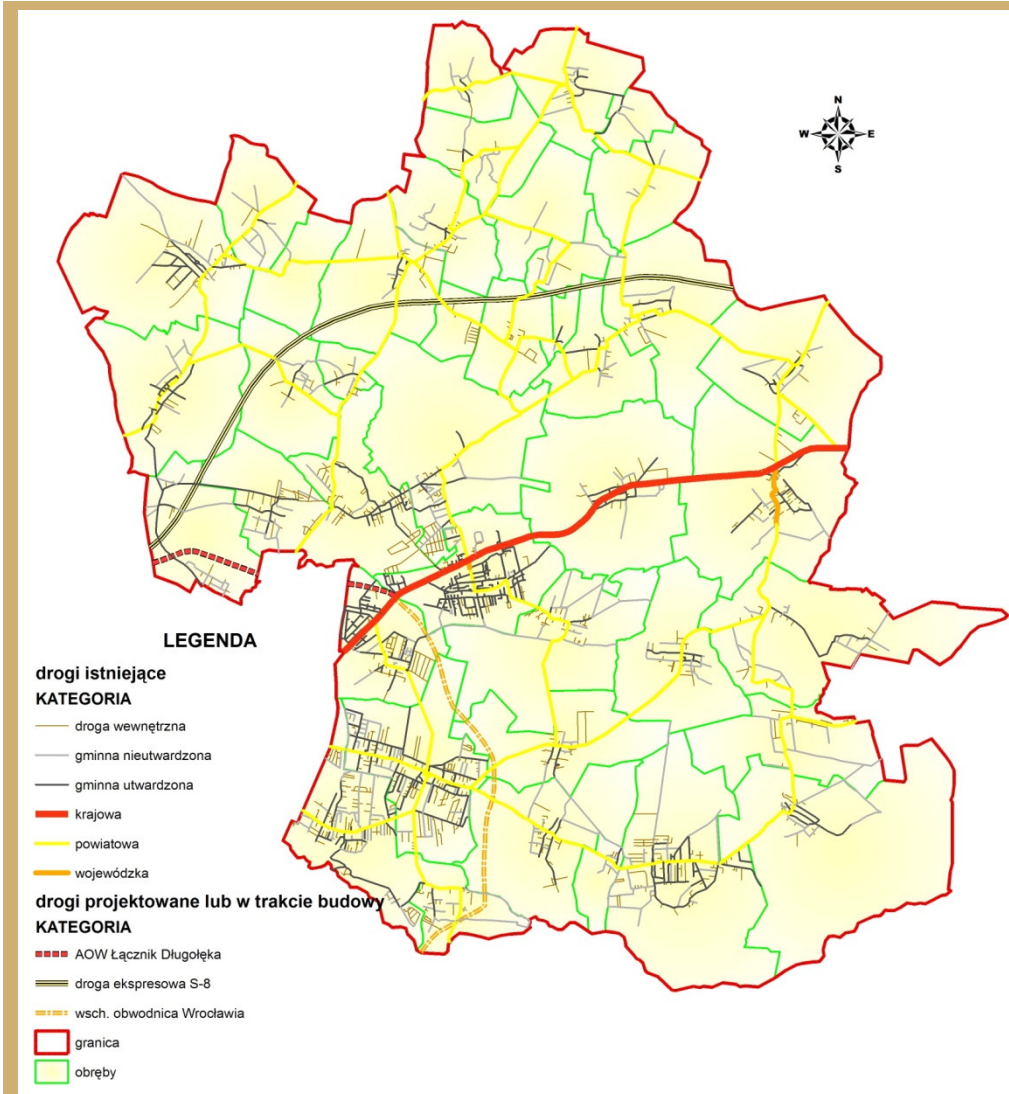 N
W E
S
LEGENDA
drogi istniejące
KATEGORIA
droga wewnętrzna
gminna nieutwardzona
gminna utwardzona
krajowa
powiatowa
wojewódzka
drogi projektowane lub w trakcie budowy
KATEGORIA
AOW Łącznik Długołęka
droga ekspresowa S-8
wsch. obwodnica Wrocławia
granica
obręby